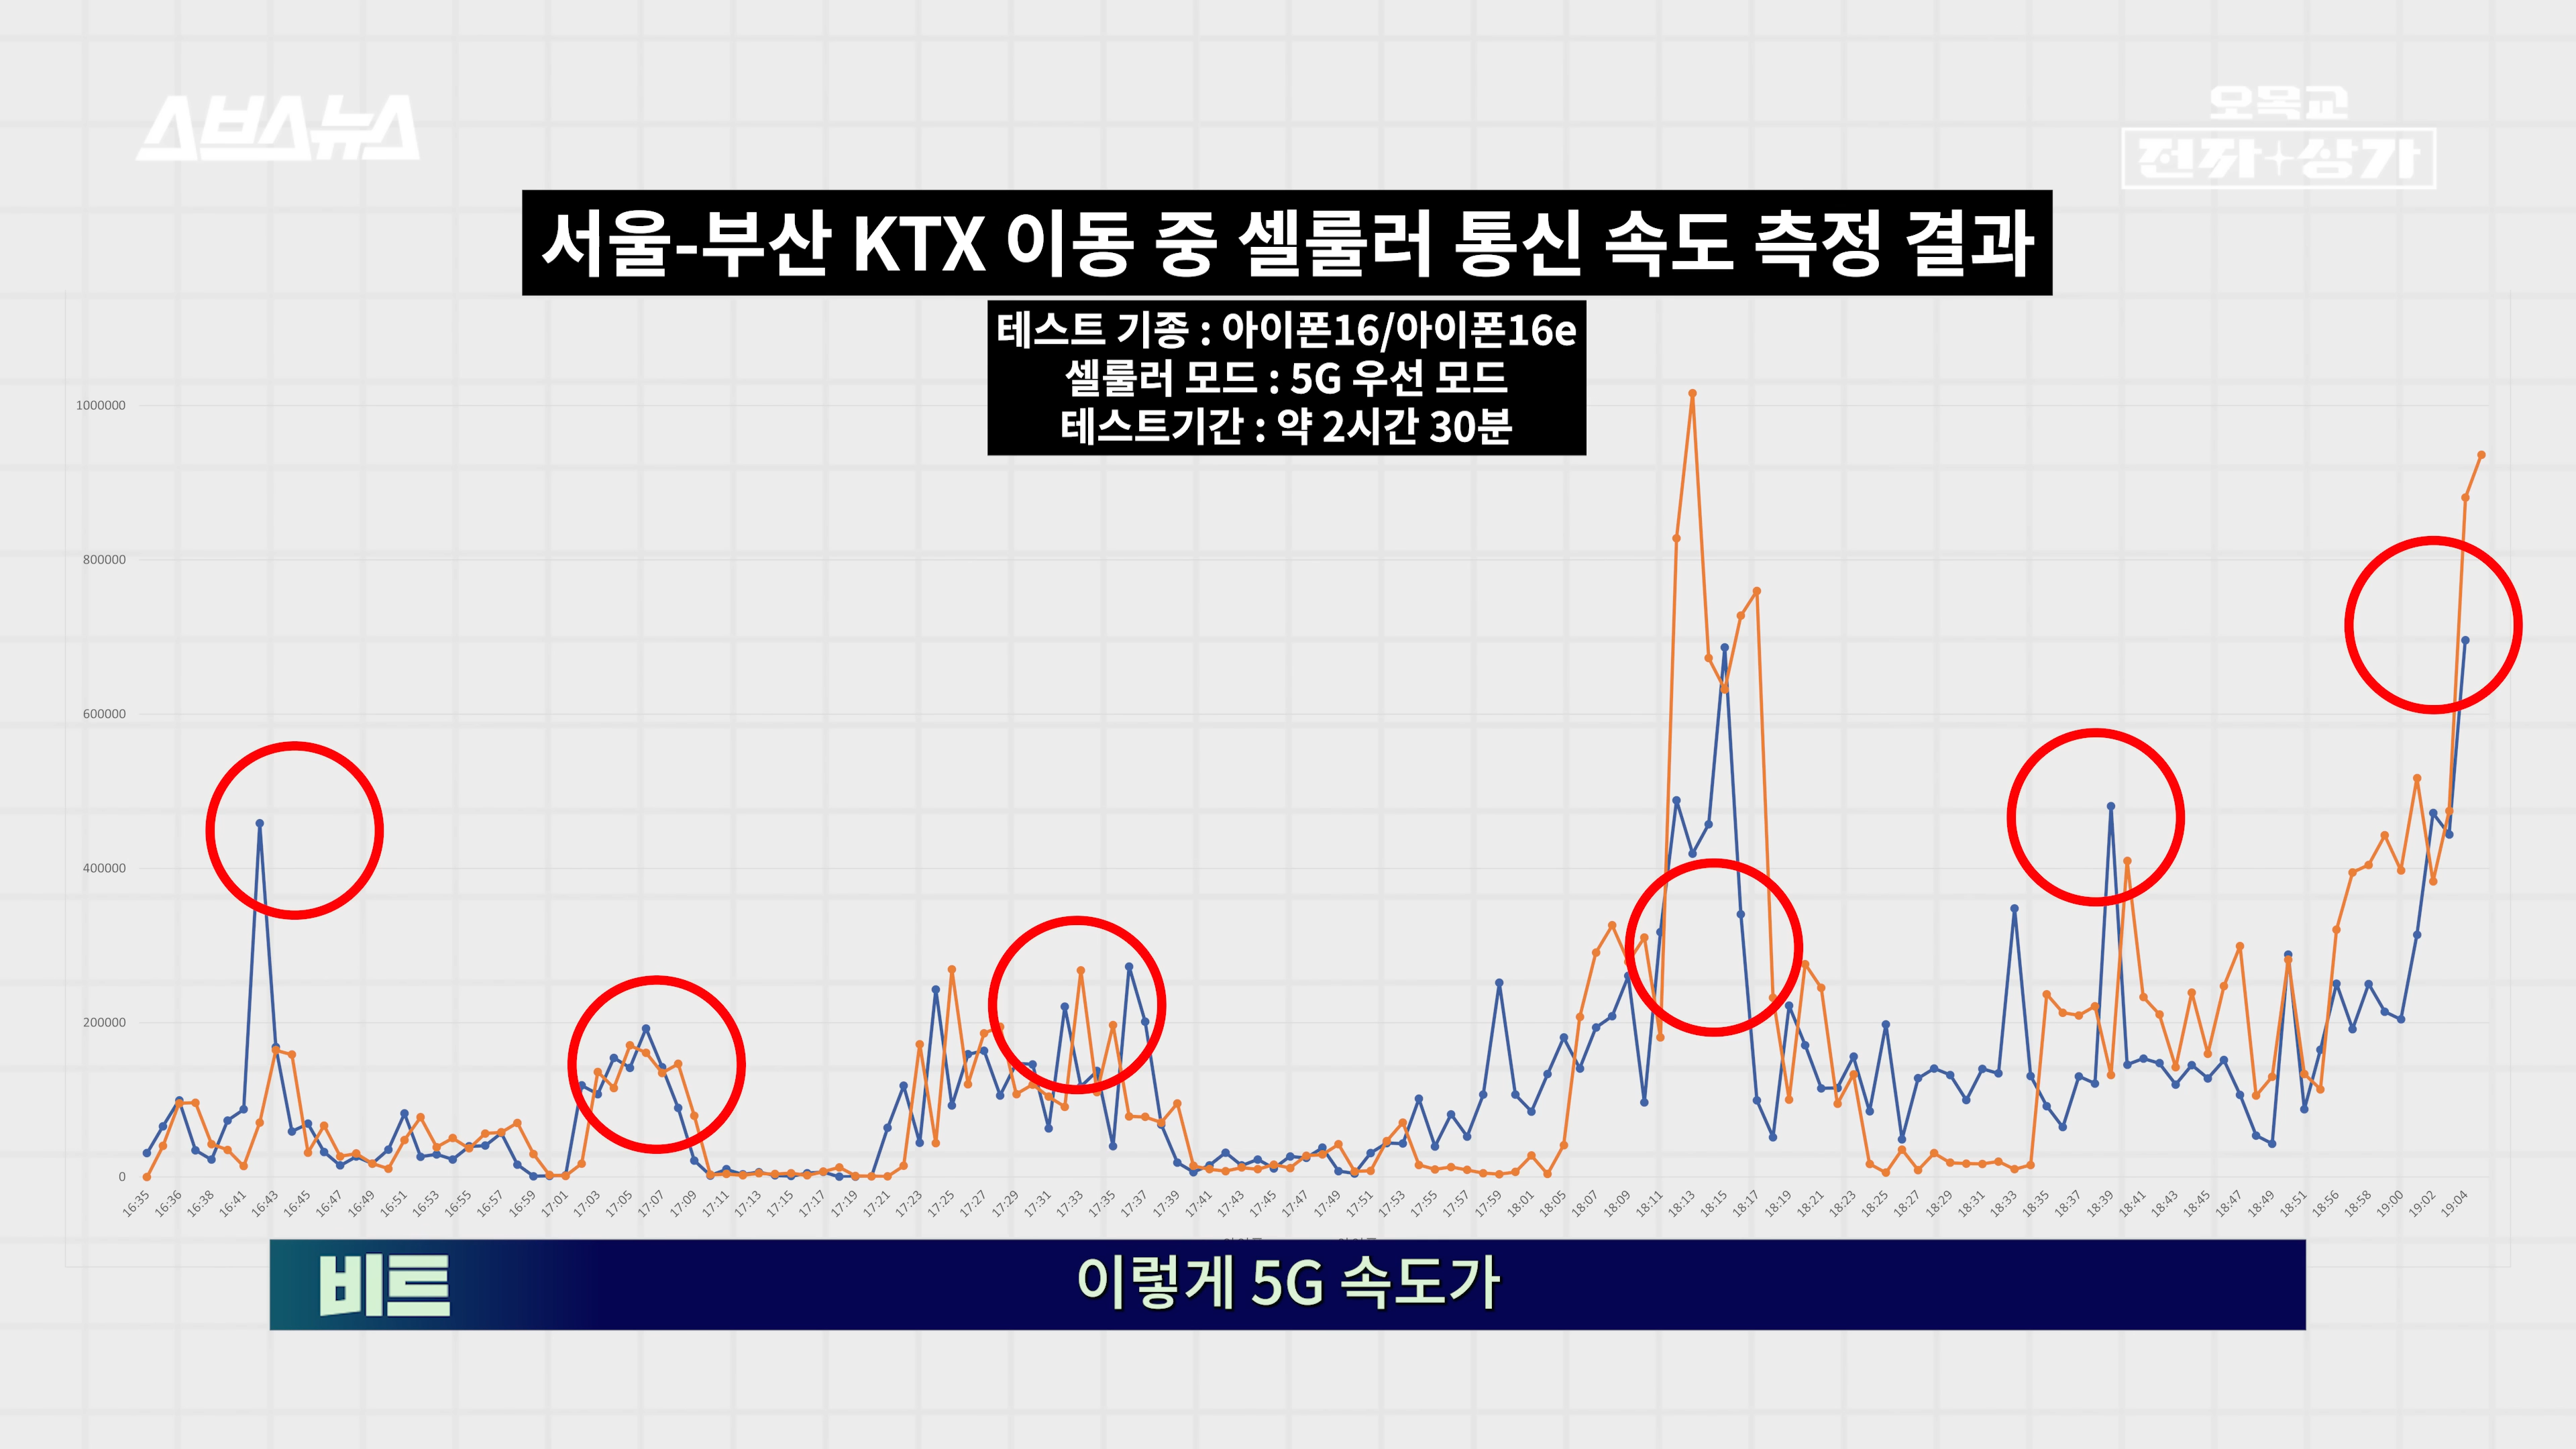 스브스뉴스
오목교
전자상가
서울-부산 KTX 이동 중 셀룰러 통신 속도 측정 결과
테스트 기종 : 아이폰16/아이폰16e
셀룰러 모드 : 5G 우선 모드
테스트기간 : 약 2시간 30분
1000000
800000
600000
400000
200000
0
16:35 16:36 16:38 16:41 16:43 16:45 16:47 16:49 16:51 16:53 16:55 16:57 16:59 17:01 17:03 17:05 17:07 17:09 17:11 17:13 17:15 17:17 17:19 17:21 17:23 17:25 17:27 17:29 17:31 17:33 17:35 17:37 17:39 17:41 17:43 17:45 17:47 17:49 17:51 17:53 17:55 17:57 17:59 18:01 18:05 18:07 18:09 18:11 18:13 18:15 18:17 18:19 18:21 18:23 18:25 18:27 18:29 18:31 18:33 18:35 18:37 18:39 18:41 18:43 18:45 18:47 18:49 18:51 18:56 18:58 19:00 19:02 19:04
비트
이렇게 5G 속도가